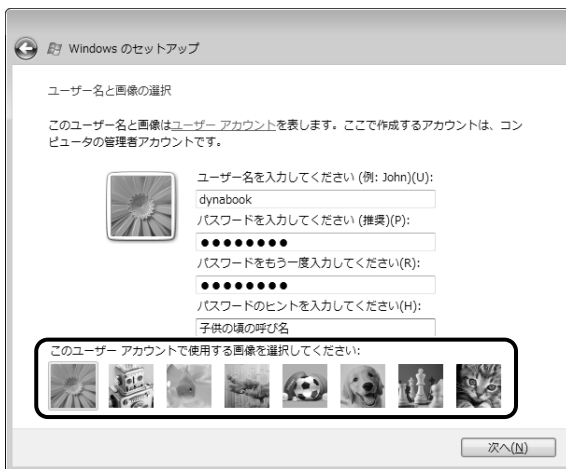 Windows のセットアップ
ユーザー名と画像の選択
このユーザー名と画像はユーザー アカウントを表します。ここで作成するアカウントは、コン
ピュータの管理者アカウントです。
ユーザー名を入力してください (例: John)(U):
dynabook
パスワードを入力してください (推奨)(P):
●●●●●●●●
パスワードをもう一度入力してください(R):
●●●●●●●●
パスワードのヒントを入力してください(H):
子供の頃の呼び名
このユーザー アカウントで使用する画像を選択してください:
次へ(N)